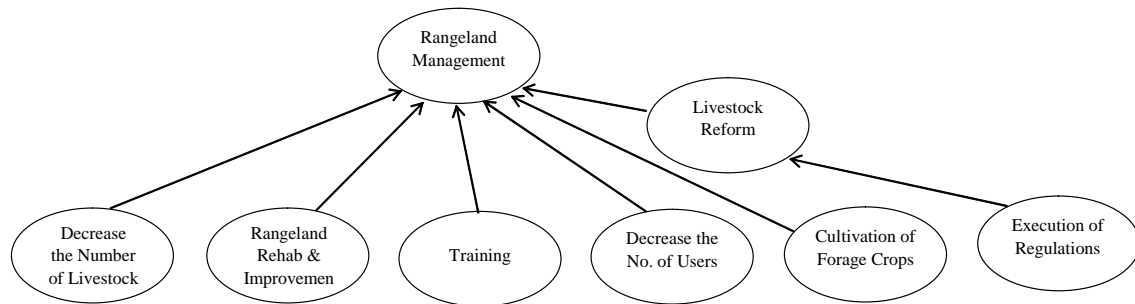 Rangeland
Management
Livestock
Reform
Decrease
the Number
of Livestock
Rangeland
Rehab &
Improvemen
Training
Decrease the
No. of Users
Cultivation of
Forage Crops
Execution of
Regulations